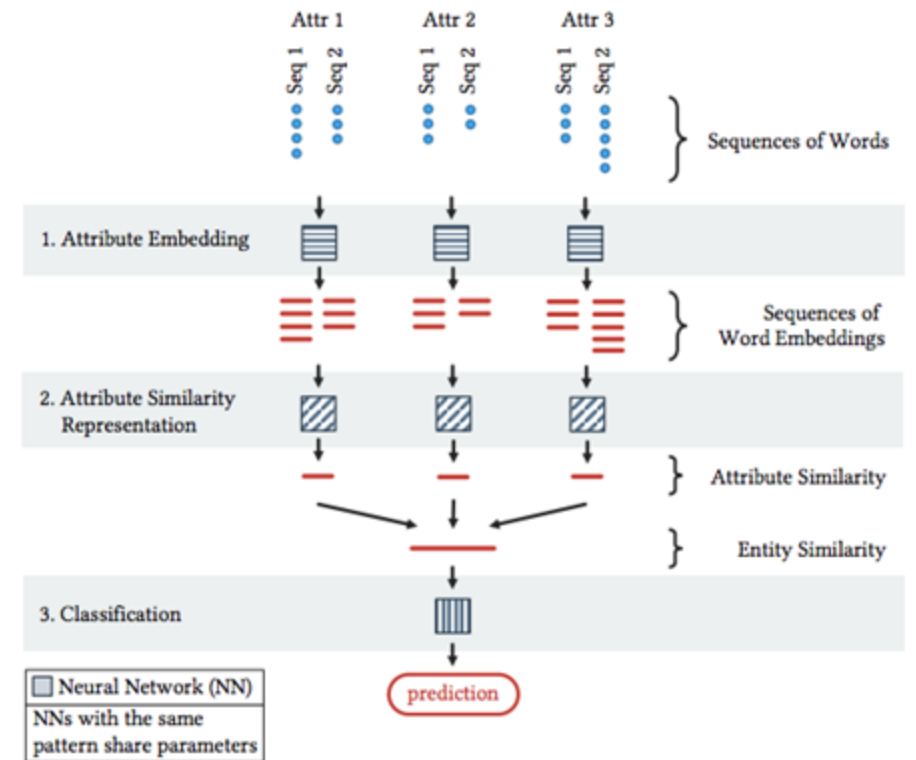 Attr 1
Attr 2
Attr 3
Seq 1
Seq 2
Seq 1
Seq 2
Seq 1
Seq 2
Sequences of Words
1. Attribute Embedding
Sequences of
Word Embeddings
2. Attribute Similarity
Representation
Attribute Similarity
Entity Similarity
3. Classification
prediction
Neural Network (NN)
NNs with the same
pattern share parameters